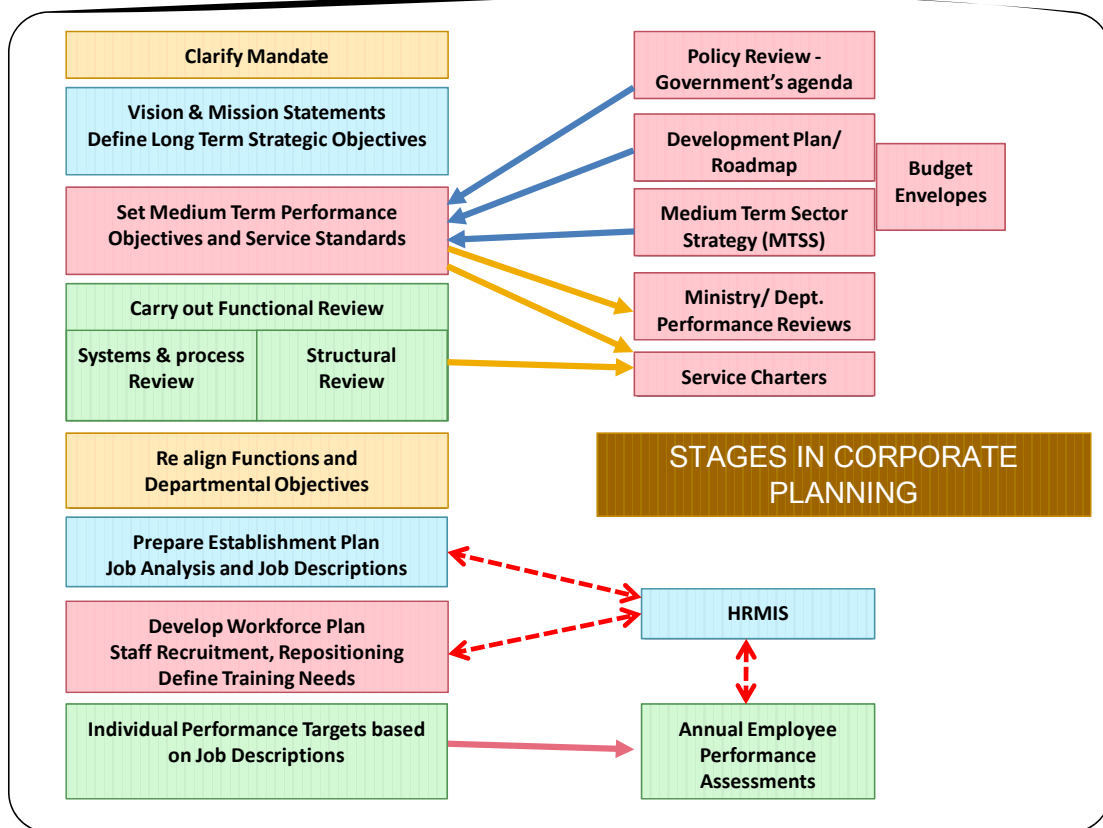 Clarify Mandate
Vision & Mission Statements
Define Long Term Strategic Objectives
Set Medium Term Performance
Objectives and Service Standards
Carry out Functional Review
Systems & process
Review
Structural
Review
Re align Functions and
Departmental Objectives
Prepare Establishment Plan
Job Analysis and Job Descriptions
Develop Workforce Plan
Staff Recruitment, Repositioning
Define Training Needs
Individual Performance Targets based
on Job Descriptions
Policy Review -
Government’s agenda
Development Plan/
Roadmap
Medium Term Sector
Strategy (MTSS)
Budget
Envelopes
Ministry/ Dept.
Performance Reviews
Service Charters
STAGES IN CORPORATE
PLANNING
HRMIS
Annual Employee
Performance
Assessments